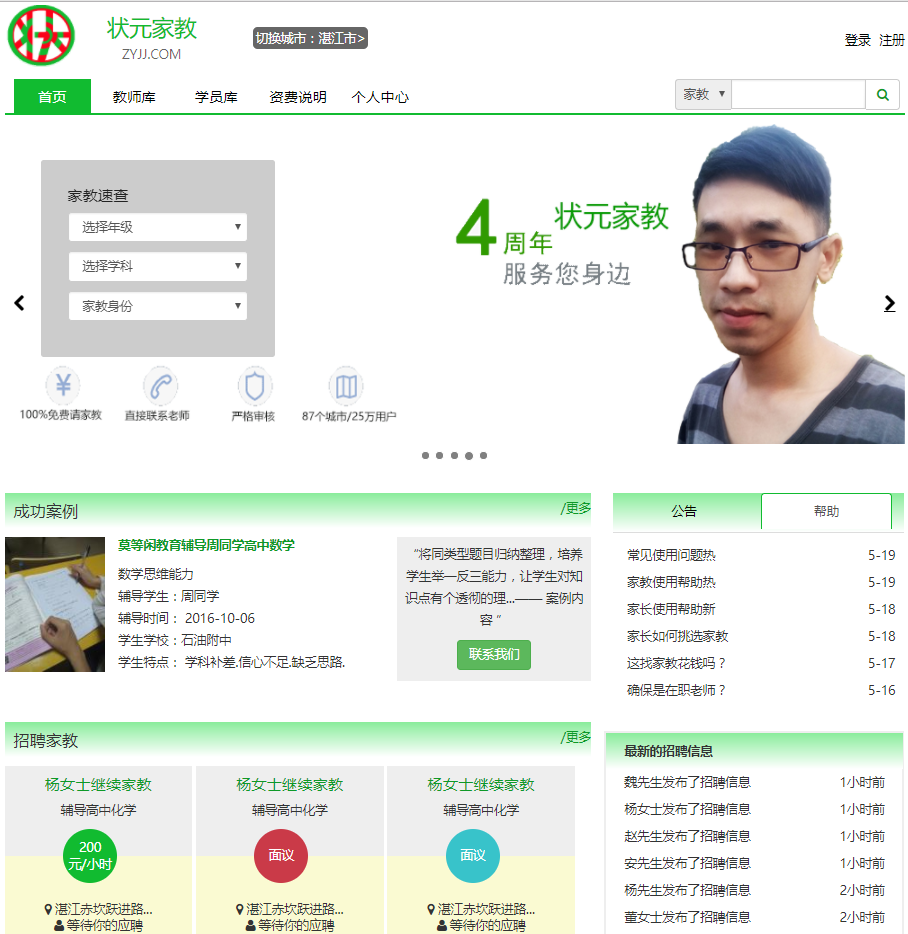 状元家教
ZYJJ.COM
切换城市：湛江市>
登录 注册
首页 教师库 学员库 资费说明 个人中心
家教
家教速查
选择年级
选择学科
家教身份
4周年 状元家教
服务您身边
100%免费请家教 直接联系老师 严格审核 87个城市/25万用户
成功案例 /更多
莫等闲教育辅导周同学高中数学
数学思维能力
辅导学生：周同学
辅导时间： 2016-10-06
学生学校：石油附中
学生特点： 学科补差.信心不足.缺乏思路.
“将同类型题目归纳整理，培养
学生举一反三能力，让学生对知
识点有个透彻的理...—— 案例内
容 ”
联系我们
公告 帮助
常见使用问题热 5-19
家教使用帮助热 5-19
家长使用帮助新 5-18
家长如何挑选家教 5-18
这找家教花钱吗？ 5-17
确保是在职老师？ 5-16
招聘家教 /更多
杨女士继续家教 杨女士继续家教 杨女士继续家教
辅导高中化学 辅导高中化学 辅导高中化学
200
元/小时 面议 面议
湛江赤坎跃进路... 湛江赤坎跃进路... 湛江赤坎跃进路...
等待你的应聘 等待你的应聘 等待你的应聘
最新的招聘信息
魏先生发布了招聘信息 1小时前
杨女士发布了招聘信息 1小时前
赵先生发布了招聘信息 1小时前
安先生发布了招聘信息 1小时前
杨先生发布了招聘信息 2小时前
董女士发布了招聘信息 2小时前